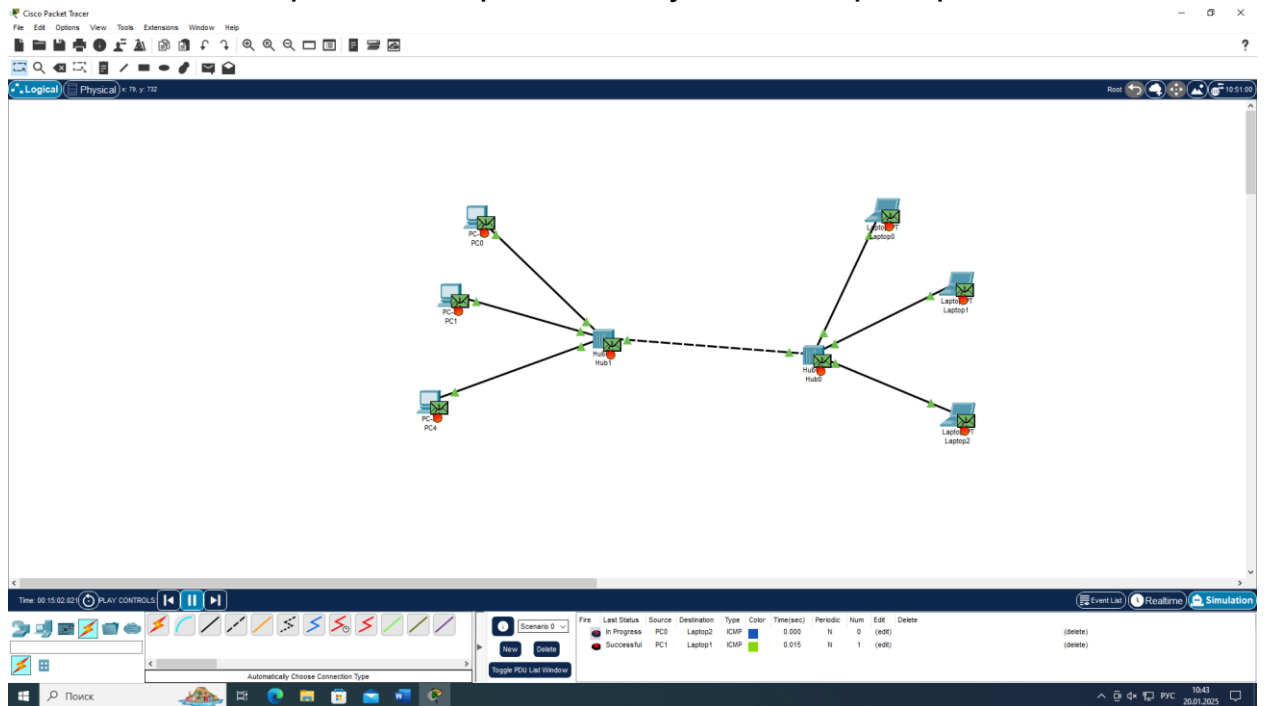 Cisco Packet Tracer
File Edit Options View Tools Extensions Window Help
?
Logical Physical x: 79, y: 732 Root 10:51:00
PC0
Laptop0
PC1
Laptop1
Hub1
Hub0
PC4
Laptop2
Time: 00:15:02.021 PLAY CONTROLS: Event List Realtime Simulation
Scenario 0 Fire Last Status Source Destination Type Color Time(sec) Periodic Num Edit Delete
In Progress PC0 Laptop2 ICMP 0.000 N 0 (edit) (delete)
New Delete Successful PC1 Laptop1 ICMP 0.015 N 1 (edit) (delete)
Toggle PDU List Window
Automatically Choose Connection Type
Поиск РУС 10:43
20.01.2025